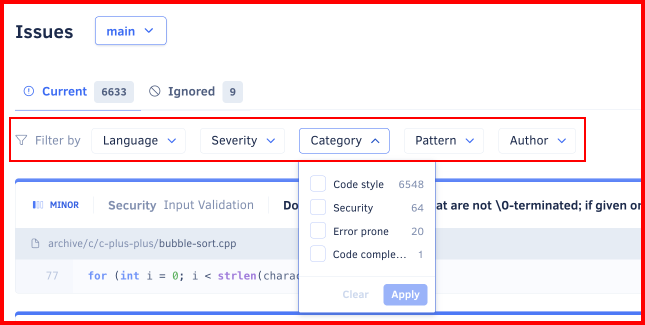 Issues main
Current 6633 Ignored 9
Filter by Language Severity Category Pattern Author
Code style 6548
Security 64
Error prone 20
Code comple... 1
Clear Apply
MINOR Security Input Validation Do at are not \0-terminated; if given or
archive/c/c-plus-plus/bubble-sort.cpp
77 for (int i = 0; i < strlen(charac